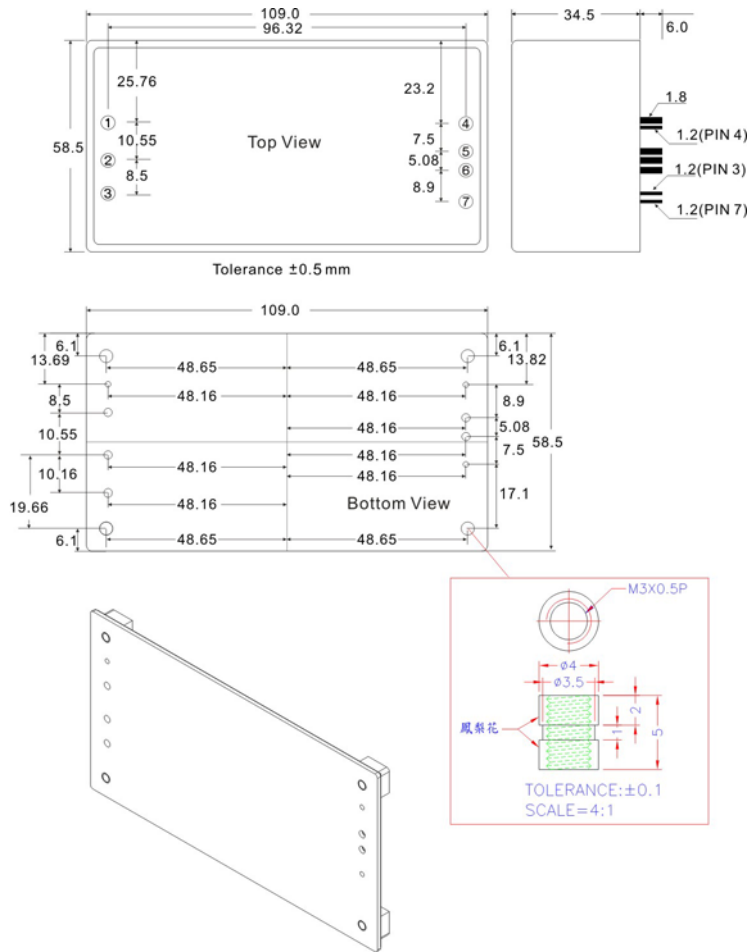 109.0
96.32
34.5
6.0
25.76
23.2
1.8
① ④
10.55
7.5
1.2(PIN 4)
58.5
Top View
② ⑤
5.08
⑥
8.5
1.2(PIN 3)
8.9
③ ⑦
1.2(PIN 7)
Tolerance ±0.5mm
109.0
6.1 6.1
13.69 48.65 48.65 13.82
8.5 48.16 48.16 8.9
48.16 5.08
10.55 58.5
48.16 48.16 7.5
10.16 48.16
19.66 48.16 Bottom View 17.1
6.1 48.65 48.65
M3X0.5P
ø4
ø3.5
鳳梨花
2
1
5
TOLERANCE:±0.1
SCALE=4:1